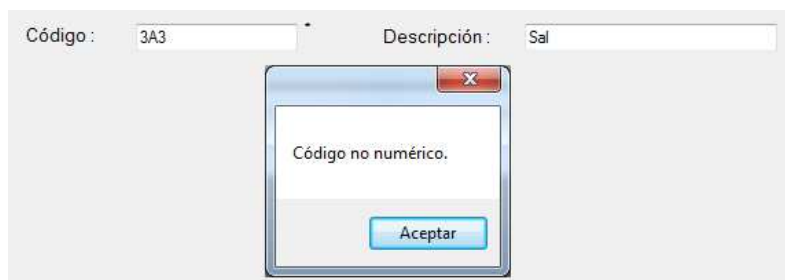 Código : 3A3 * Descripción : Sal
Código no numérico.
Aceptar